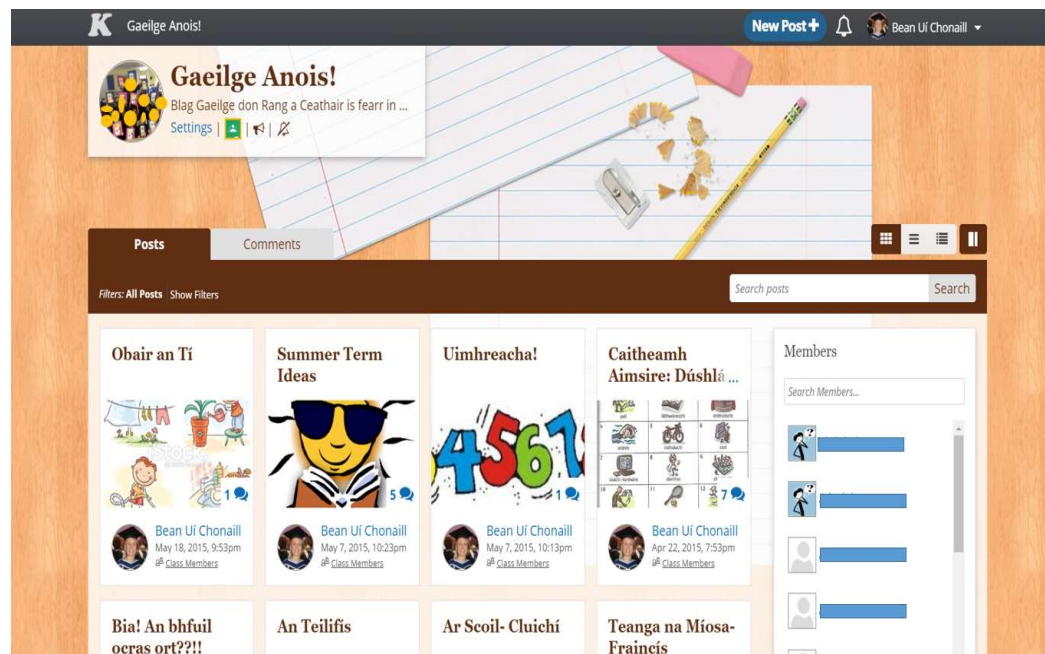 K Gaeilge Anois!
New Post+
Bean Uí Chonaill
Gaeilge Anois!
Blag Gaeilge don Rang a Ceathair is fearr in ...
Settings
Posts
Comments
Filters: All Posts Show Filters
Search posts
Search
Obair an Tí
1
Bean Uí Chonaill
May 18, 2015, 9:53pm
Class Members
Summer Term
Ideas
5
Bean Uí Chonaill
May 7, 2015, 10:23pm
Class Members
Uimhreacha!
4567
1
Bean Uí Chonaill
May 7, 2015, 10:13pm
Class Members
Caitheamh
Aimsire: Dúshlá ...
7
Bean Uí Chonaill
Apr 22, 2015, 7:53pm
Class Members
Members
Search Members...
Bia! An bhfuil
ocras ort??!!
An Teilifís
Ar Scoil- Cluichí
Teanga na Míosa-
Fraincís